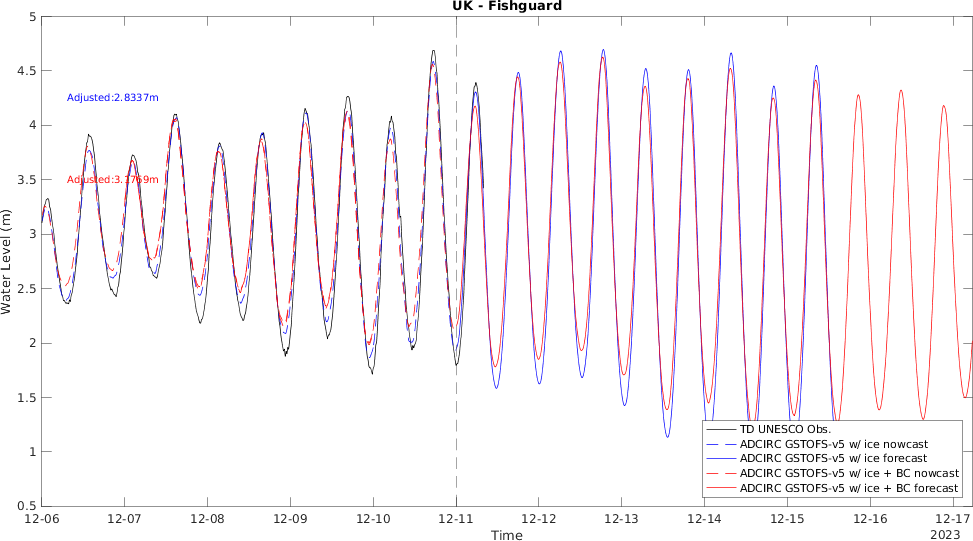 UK - Fishguard
5
4.5
4
3.5
3
2.5
2
1.5
1
0.5
Water Level (m)
Adjusted:2.8337m
Adjusted:3.1769m
TD UNESCO Obs.
ADCIRC GSTOFS-v5 w/ ice nowcast
ADCIRC GSTOFS-v5 w/ ice forecast
ADCIRC GSTOFS-v5 w/ ice + BC nowcast
ADCIRC GSTOFS-v5 w/ ice + BC forecast
12-06 12-07 12-08 12-09 12-10 12-11 12-12 12-13 12-14 12-15 12-16 12-17
Time
2023